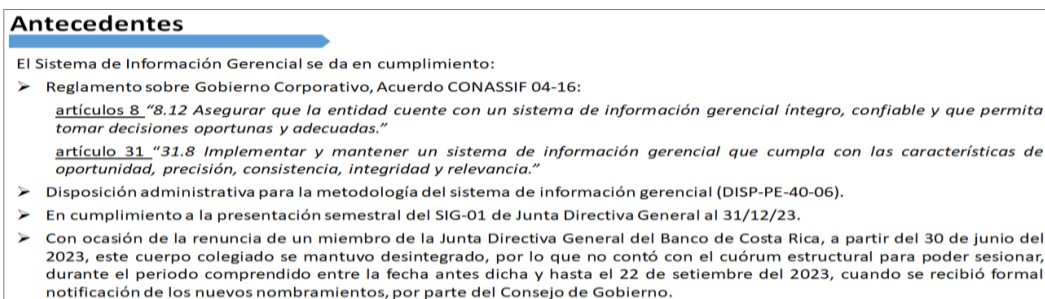 Antecedentes
El Sistema de Información Gerencial se da en cumplimiento:
➢ Reglamento sobre Gobierno Corporativo, Acuerdo CONASSIF 04-16:
artículos 8 “8.12 Asegurar que la entidad cuente con un sistema de información gerencial íntegro, confiable y que permita
tomar decisiones oportunas y adecuadas.”
artículo 31 “31.8 Implementar y mantener un sistema de información gerencial que cumpla con las características de
oportunidad, precisión, consistencia, integridad y relevancia.”
➢ Disposición administrativa para la metodología del sistema de información gerencial (DISP-PE-40-06).
➢ En cumplimiento a la presentación semestral del SIG-01 de Junta Directiva General al 31/12/23.
➢ Con ocasión de la renuncia de un miembro de la Junta Directiva General del Banco de Costa Rica, a partir del 30 de junio del
2023, este cuerpo colegiado se mantuvo desintegrado, por lo que no contó con el cuórum estructural para poder sesionar,
durante el periodo comprendido entre la fecha antes dicha y hasta el 22 de setiembre del 2023, cuando se recibió formal
notificación de los nuevos nombramientos, por parte del Consejo de Gobierno.